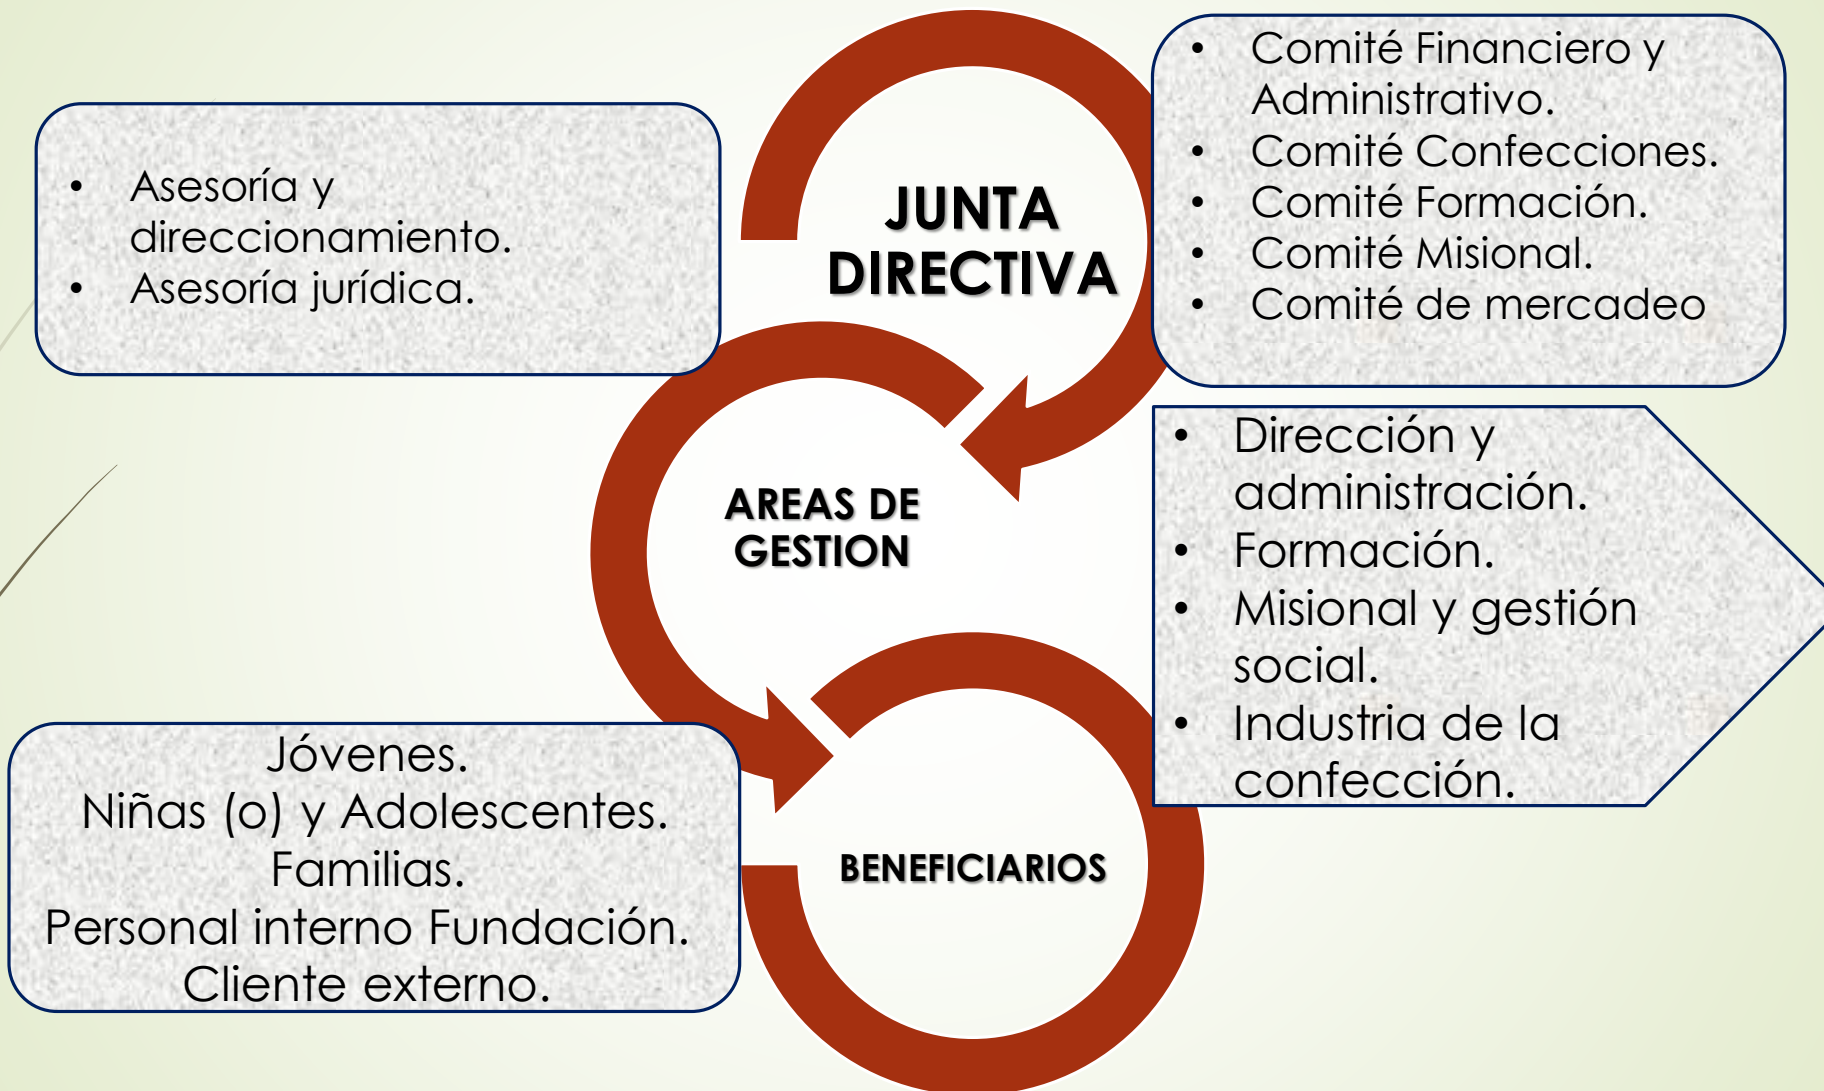 • Asesoría y
direccionamiento.
• Asesoría jurídica.
JUNTA
DIRECTIVA
• Comité Financiero y
Administrativo.
• Comité Confecciones.
• Comité Formación.
• Comité Misional.
• Comité de mercadeo
AREAS DE
GESTION
• Dirección y
administración.
• Formación.
• Misional y gestión
social.
• Industria de la
confección.
Jóvenes.
Niñas (o) y Adolescentes.
Familias.
Personal interno Fundación.
Cliente externo.
BENEFICIARIOS